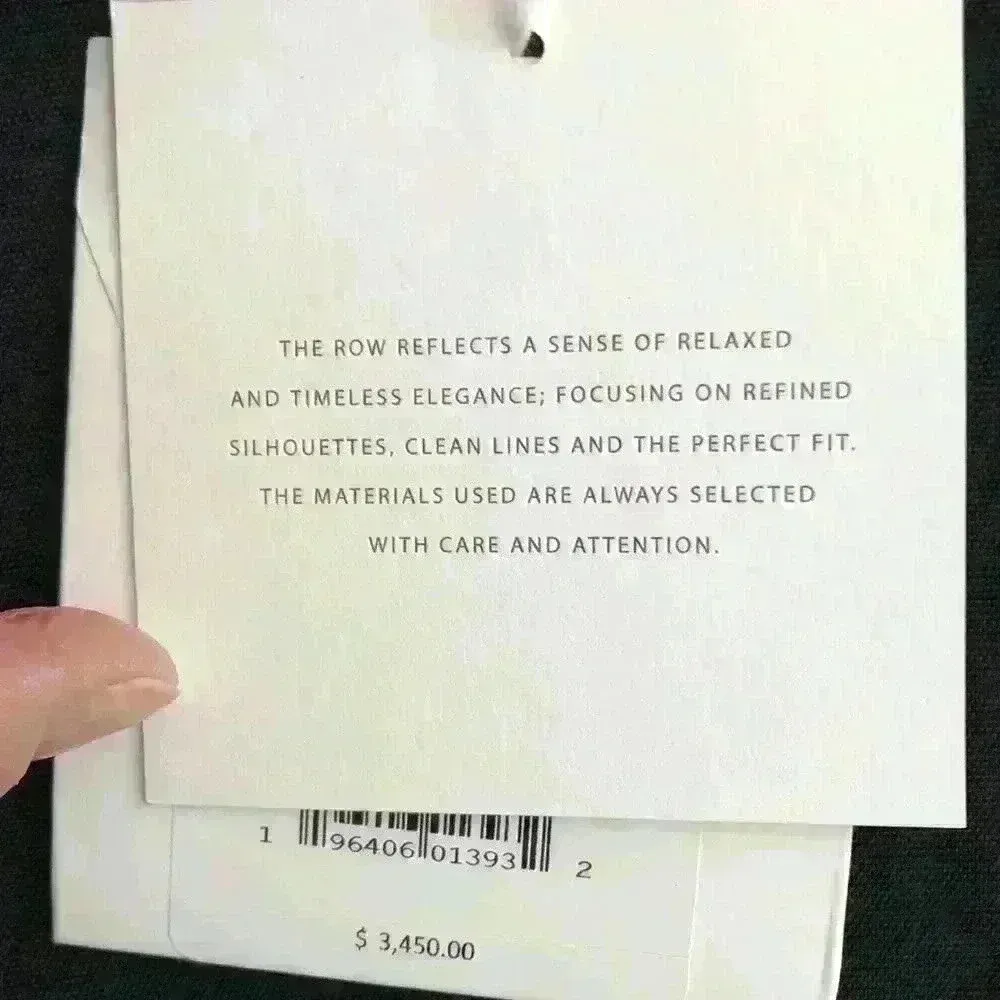 THE ROW REFLECTS A SENSE OF RELAXED
AND TIMELESS ELEGANCE; FOCUSING ON REFINED
SILHOUETTES, CLEAN LINES AND THE PERFECT FIT.
THE MATERIALS USED ARE ALWAYS SELECTED
WITH CARE AND ATTENTION.
1 96406 01393 2
$ 3,450.00